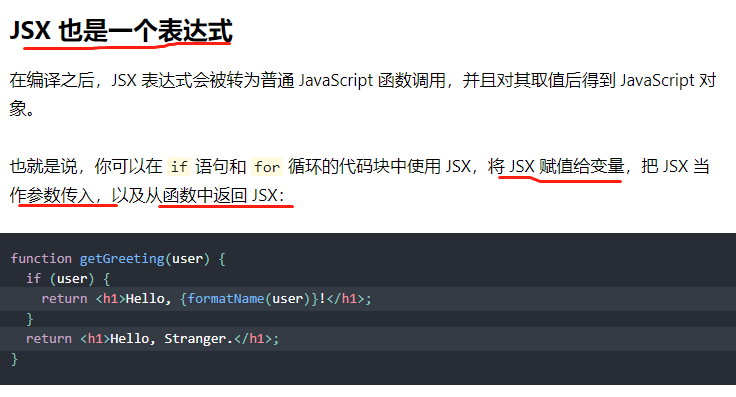 JSX 也是一个表达式
在编译之后，JSX 表达式会被转为普通 JavaScript 函数调用，并且对其取值后得到 JavaScript 对
象。
也就是说，你可以在 if 语句和 for 循环的代码块中使用 JSX，将 JSX 赋值给变量，把 JSX 当
作参数传入，以及从函数中返回 JSX：
function getGreeting(user) {
  if (user) {
    return <h1>Hello, {formatName(user)}!</h1>;
  }
  return <h1>Hello, Stranger.</h1>;
}